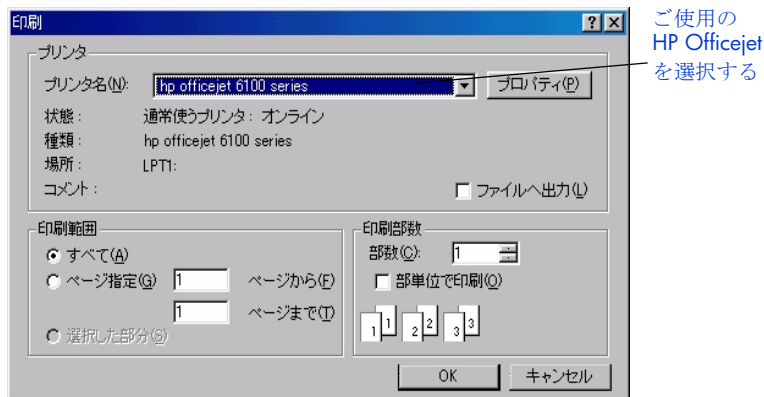 印刷
ご使用の
HP Officejet
を選択する
プリンタ
プリンタ名(N): hp officejet 6100 series プロパティ(P)
状態： 通常使うプリンタ： オンライン
種類： hp officejet 6100 series
場所： LPT1:
コメント： ファイルへ出力(L)
印刷範囲
すべて(A)
ページ指定(G) 1 ページから(F)
1 ページまで(T)
選択した部分(S)
印刷部数
部数(C): 1
部単位で印刷(O)
1 1 2 2 3 3
OK キャンセル